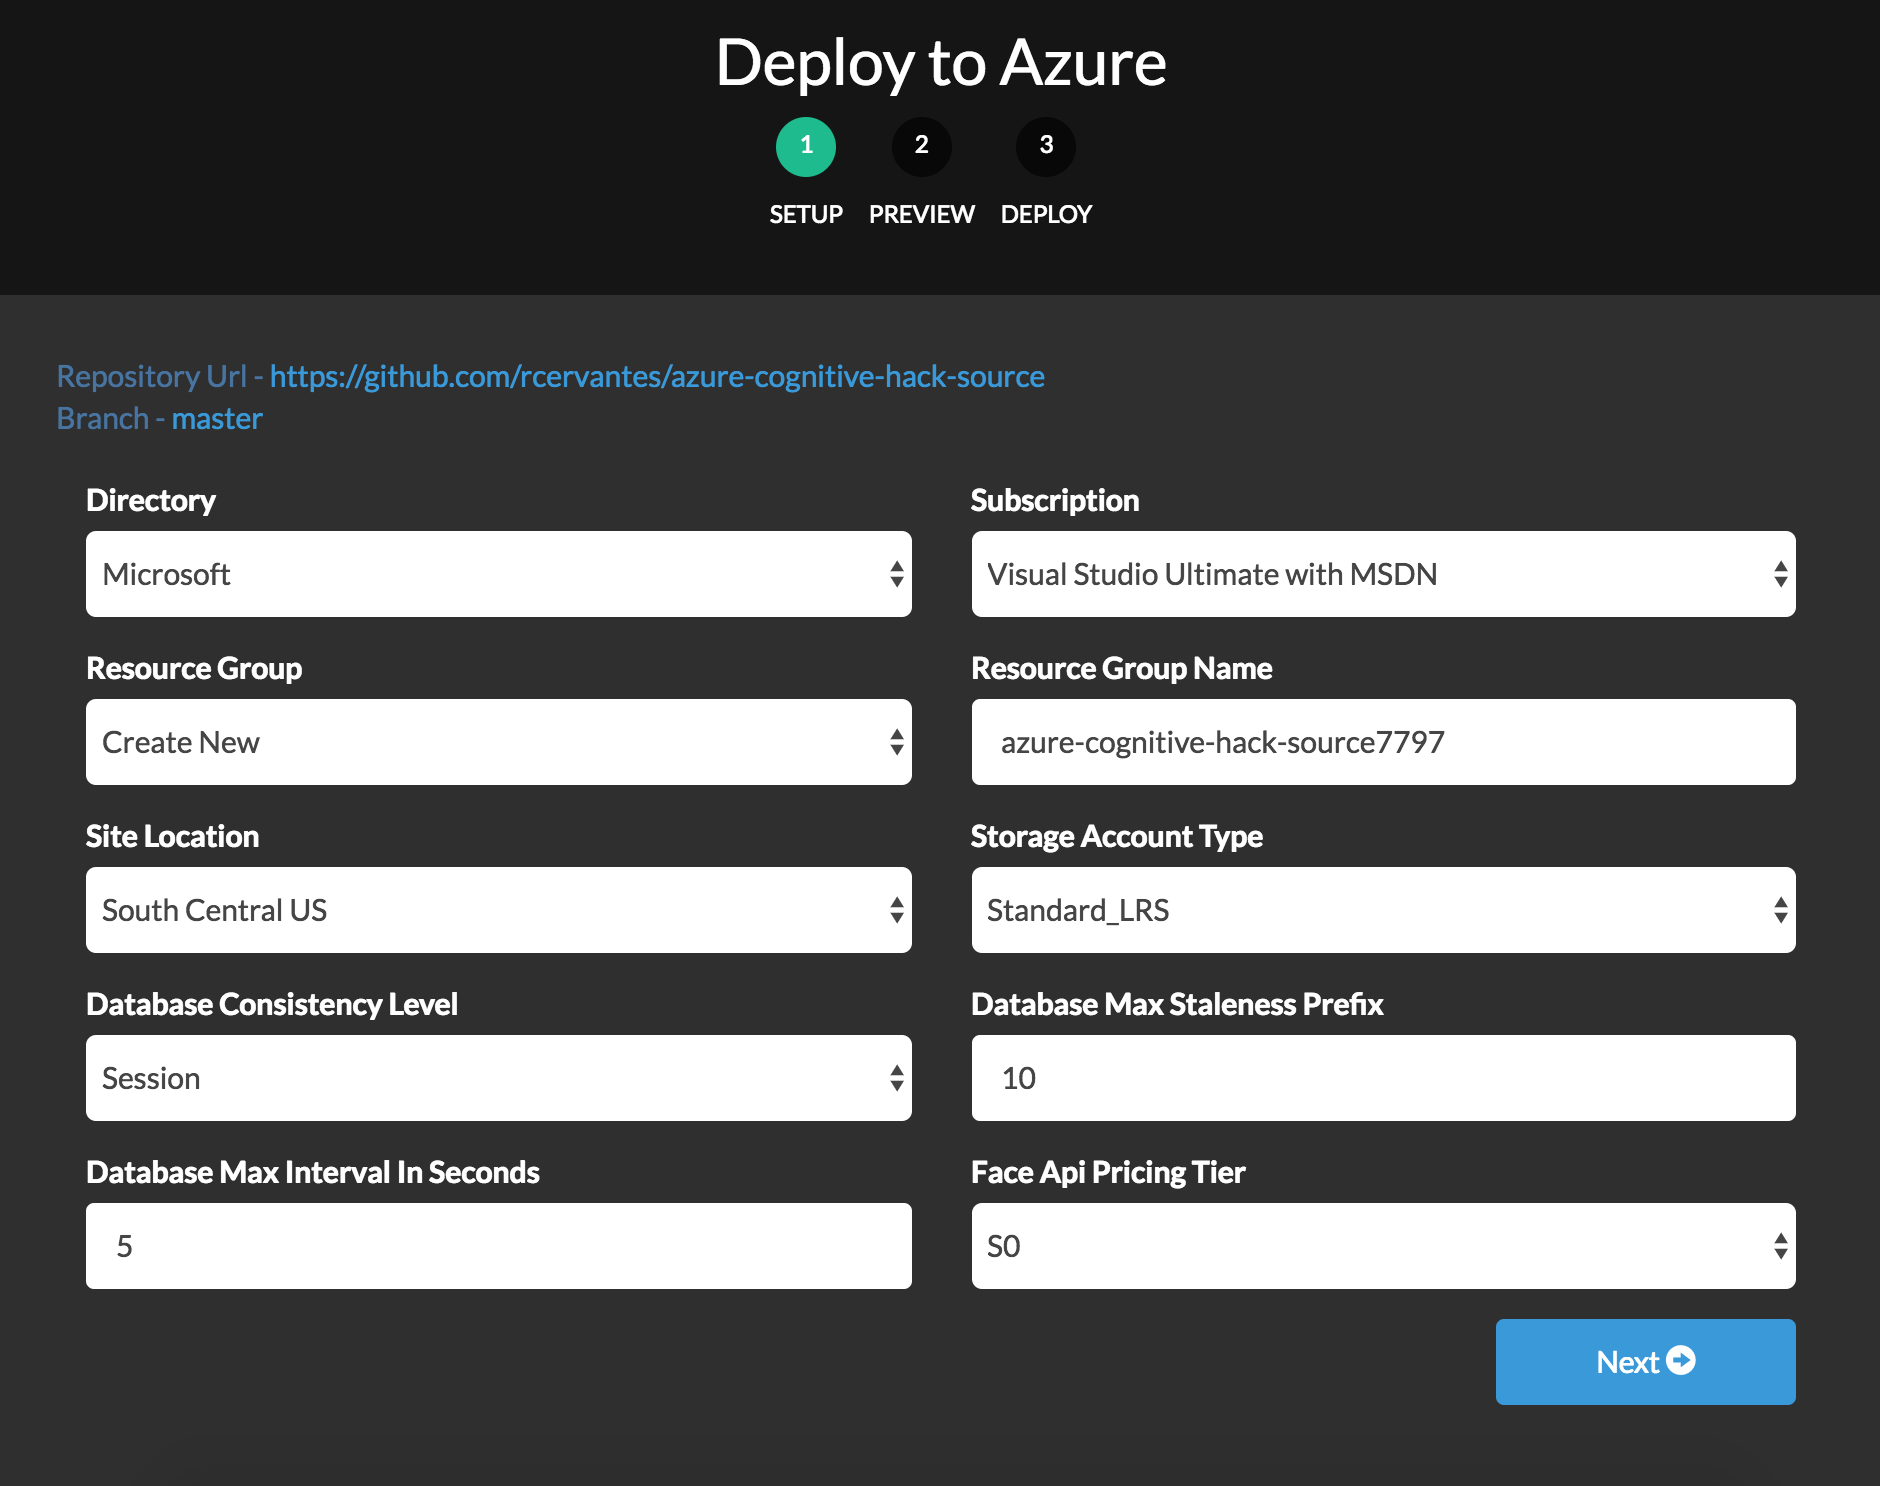 Deploy to Azure
1 2 3
SETUP PREVIEW DEPLOY
Repository Url - https://github.com/rcervantes/azure-cognitive-hack-source
Branch - master
Directory Subscription
Microsoft Visual Studio Ultimate with MSDN
Resource Group Resource Group Name
Create New azure-cognitive-hack-source7797
Site Location Storage Account Type
South Central US Standard_LRS
Database Consistency Level Database Max Staleness Prefix
Session 10
Database Max Interval In Seconds Face Api Pricing Tier
5 S0
Next